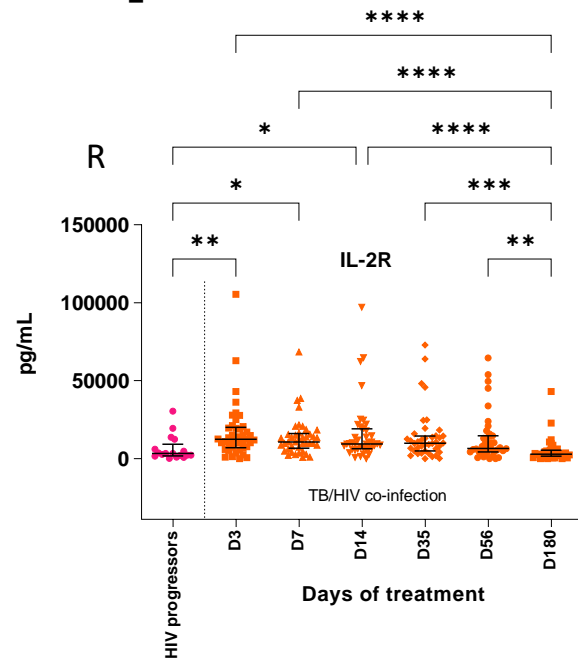 ****
****
* ****
R
* ***
** **
150000
IL-2R
100000
pg/mL
50000
0
TB/HIV co-infection
HIV progressors
D3
D7
D14
D35
D56
D180
Days of treatment